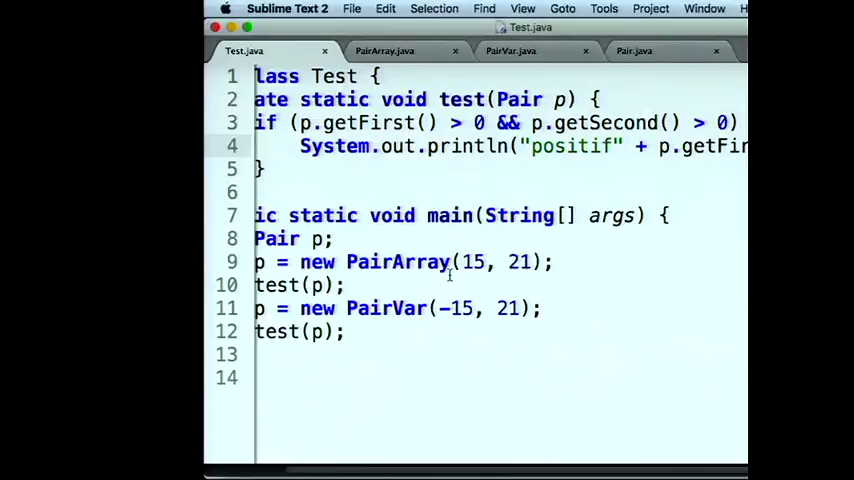 Sublime Text 2 File Edit Selection Find View Goto Tools Project Window
Test.java
Test.java × PairArray.java × PairVar.java × Pair.java ×
1 lass Test {
2 ate static void test(Pair p) {
3 if (p.getFirst() > 0 && p.getSecond() > 0)
4 System.out.println("positif" + p.getFir
5 }
6
7 ic static void main(String[] args) {
8 Pair p;
9 p = new PairArray(15, 21);
10 test(p);
11 p = new PairVar(-15, 21);
12 test(p);
13
14